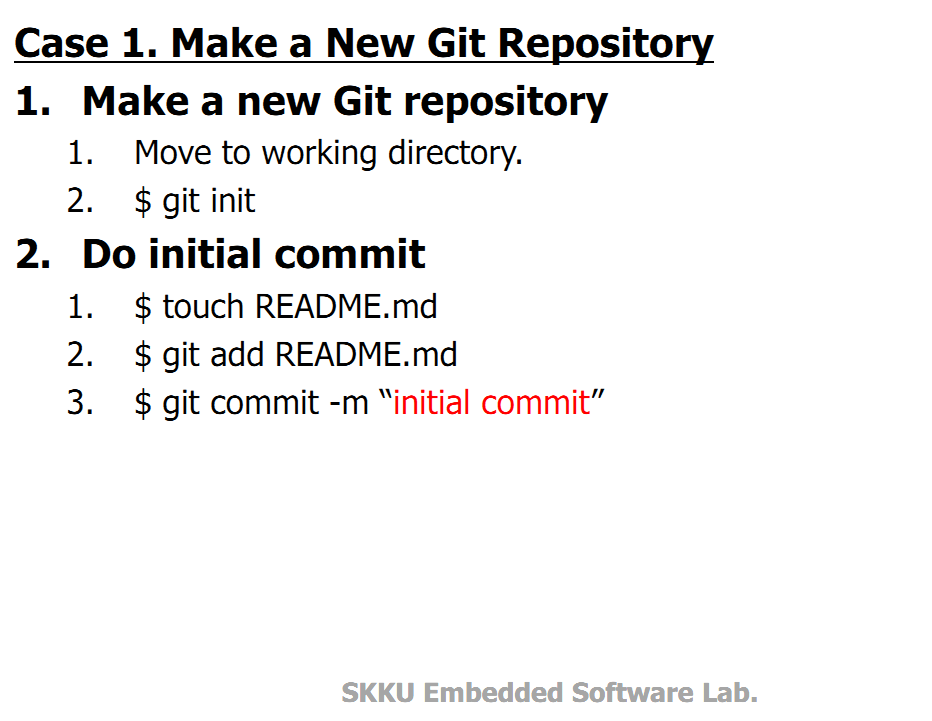 Case 1. Make a New Git Repository
1. Make a new Git repository
1. Move to working directory.
2. $ git init
2. Do initial commit
1. $ touch README.md
2. $ git add README.md
3. $ git commit -m “initial commit”
SKKU Embedded Software Lab.